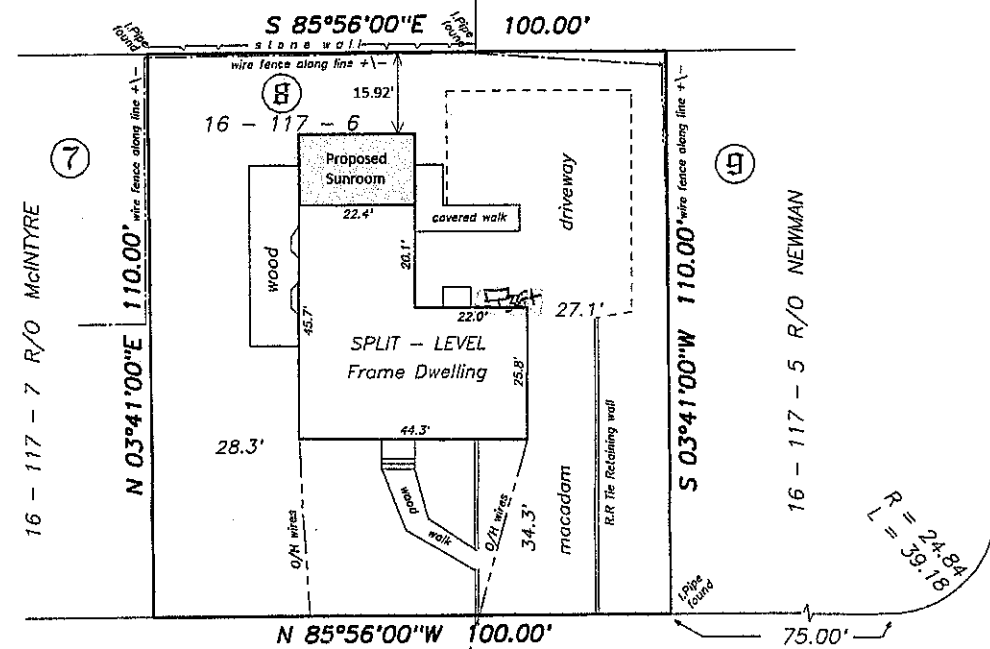 S 85°56'00"E 100.00'
I.Pipe found
I.Pipe found
stone wall
wire fence along line +\-
8
15.92'
16 - 117 - 6
Proposed
Sunroom
22.4'
covered walk
driveway
7
9
wire fence along line +\-
wire fence along line +\-
16 - 117 - 7 R/O McINTYRE
N 03°41'00"E 110.00'
wood
20.1'
45.7'
22.0'
27.1'
SPLIT - LEVEL
Frame Dwelling
25.8'
44.3'
28.3'
wood
walk
O/H wires
O/H wires
34.3'
macadam
R.R Tie Retaining wall
S 03°41'00"W 110.00'
16 - 117 - 5 R/O NEWMAN
R = 24.84
L = 39.18
I.Pipe found
N 85°56'00"W 100.00'
75.00'